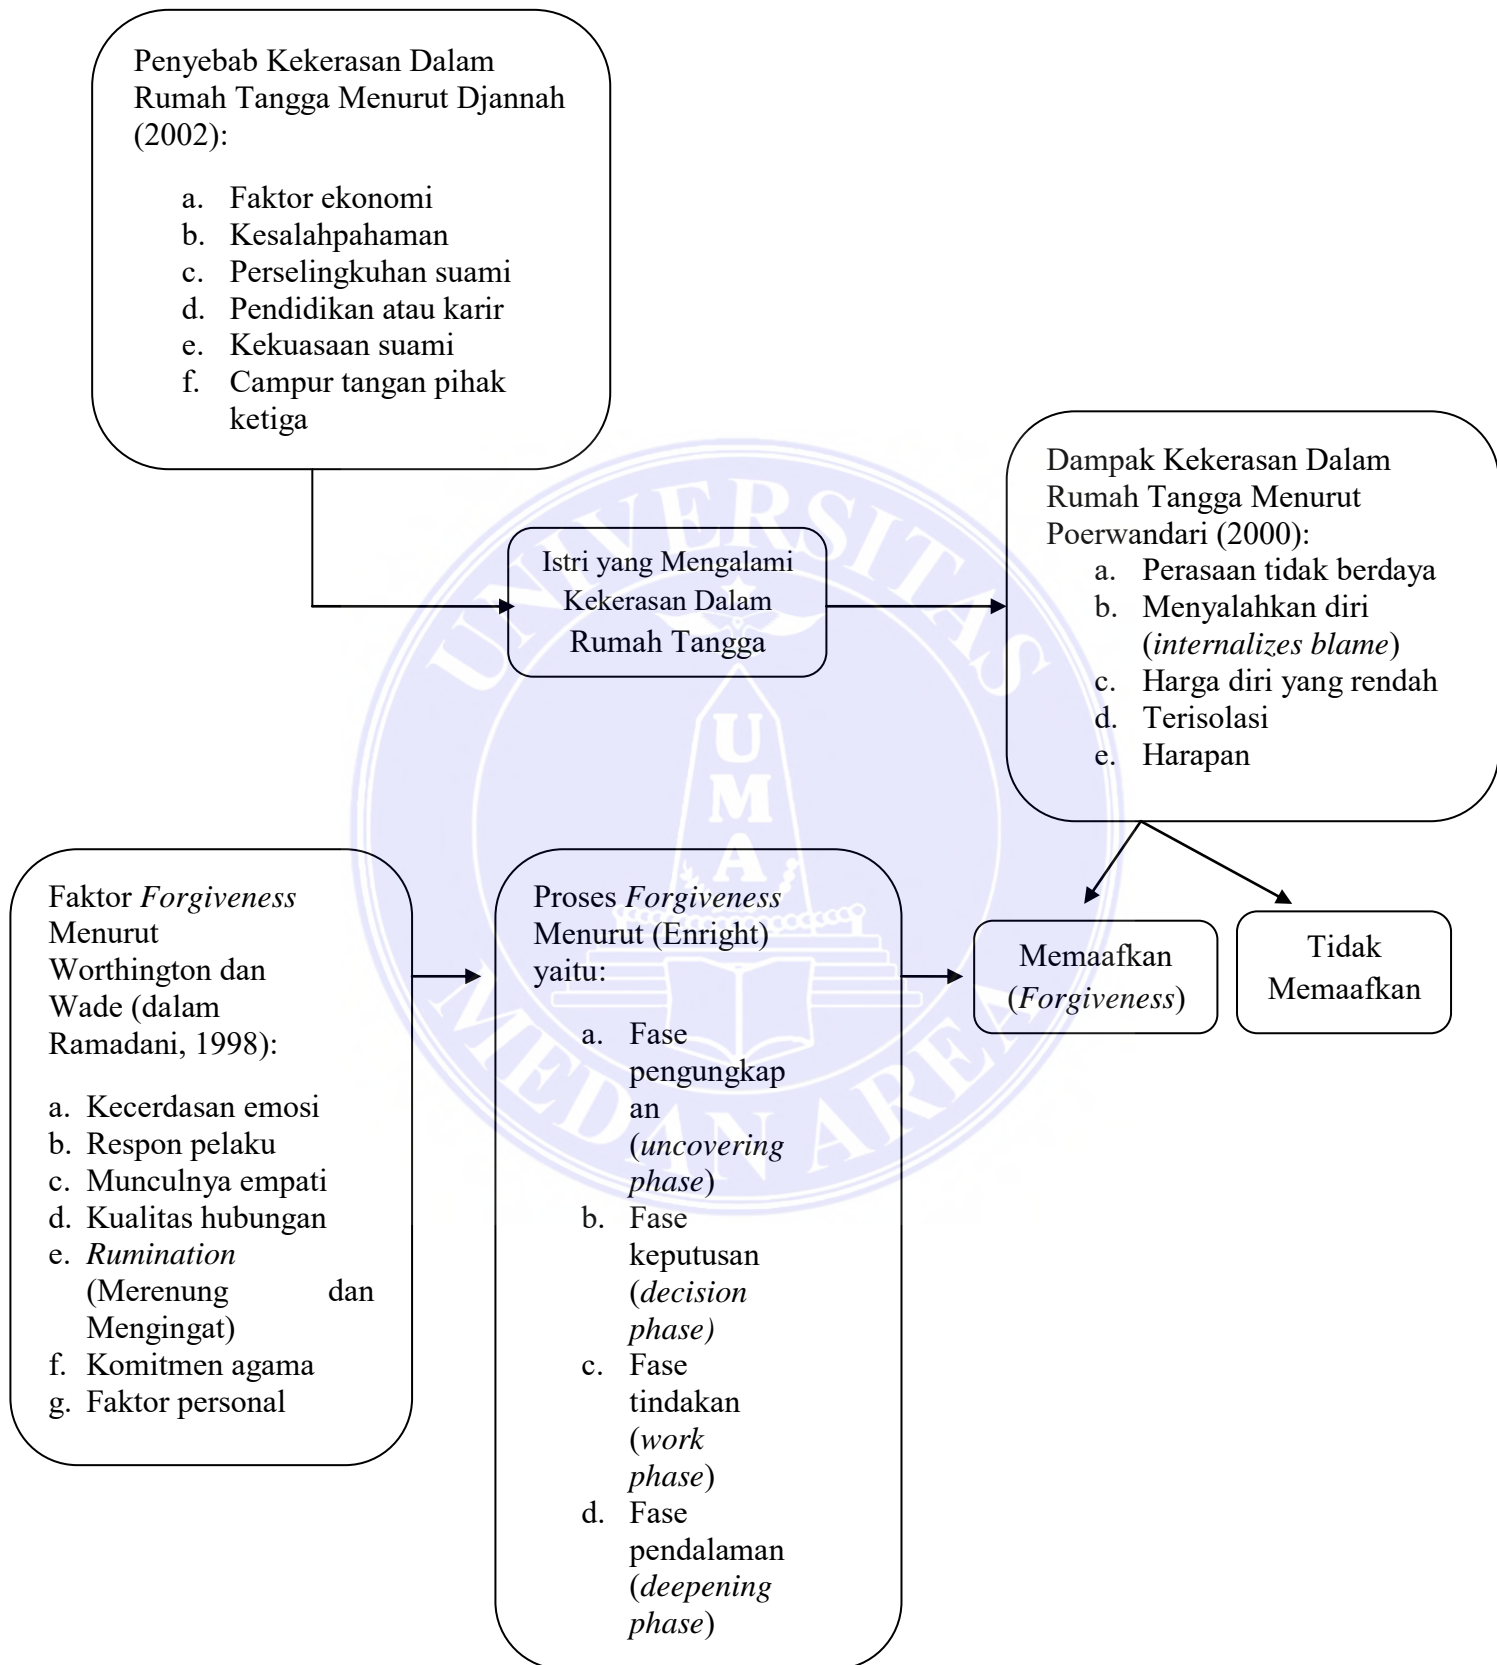 Penyebab Kekerasan Dalam
Rumah Tangga Menurut Djannah
(2002):
a. Faktor ekonomi
b. Kesalahpahaman
c. Perselingkuhan suami
d. Pendidikan atau karir
e. Kekuasaan suami
f. Campur tangan pihak
ketiga
Istri yang Mengalami
Kekerasan Dalam
Rumah Tangga
Dampak Kekerasan Dalam
Rumah Tangga Menurut
Poerwandari (2000):
a. Perasaan tidak berdaya
b. Menyalahkan diri
(internalizes blame)
c. Harga diri yang rendah
d. Terisolasi
e. Harapan
Faktor Forgiveness
Menurut
Worthington dan
Wade (dalam
Ramadani, 1998):
a. Kecerdasan emosi
b. Respon pelaku
c. Munculnya empati
d. Kualitas hubungan
e. Rumination
(Merenung dan
Mengingat)
f. Komitmen agama
g. Faktor personal
Proses Forgiveness
Menurut (Enright)
yaitu:
a. Fase
pengungkap
an
(uncovering
phase)
b. Fase
keputusan
(decision
phase)
c. Fase
tindakan
(work
phase)
d. Fase
pendalaman
(deepening
phase)
Memaafkan
(Forgiveness)
Tidak
Memaafkan
UNIVERSITAS
MEDAN AREA
UMA